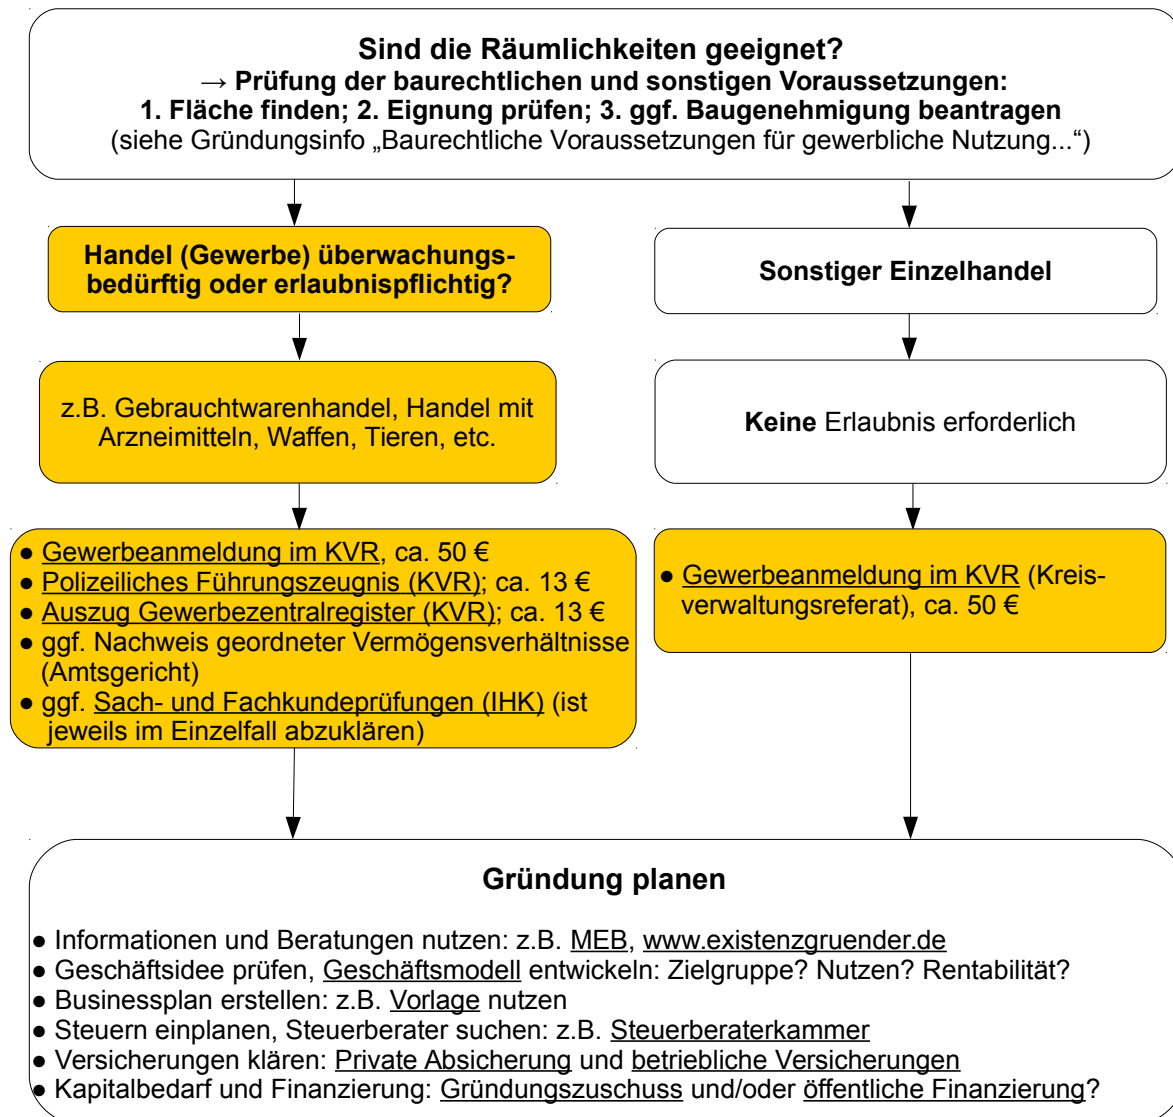 Sind die Räumlichkeiten geeignet?
→ Prüfung der baurechtlichen und sonstigen Voraussetzungen:
1. Fläche finden; 2. Eignung prüfen; 3. ggf. Baugenehmigung beantragen
(siehe Gründungsinfo „Baurechtliche Voraussetzungen für gewerbliche Nutzung...“)
Handel (Gewerbe) überwachungs-
bedürftig oder erlaubnispflichtig?
z.B. Gebrauchtwarenhandel, Handel mit
Arzneimitteln, Waffen, Tieren, etc.
● Gewerbeanmeldung im KVR, ca. 50 €
● Polizeiliches Führungszeugnis (KVR); ca. 13 €
● Auszug Gewerbezentralregister (KVR); ca. 13 €
● ggf. Nachweis geordneter Vermögensverhältnisse
(Amtsgericht)
● ggf. Sach- und Fachkundeprüfungen (IHK) (ist
jeweils im Einzelfall abzuklären)
Sonstiger Einzelhandel
Keine Erlaubnis erforderlich
● Gewerbeanmeldung im KVR (Kreis-
verwaltungsreferat), ca. 50 €
Gründung planen
● Informationen und Beratungen nutzen: z.B. MEB, www.existenzgruender.de
● Geschäftsidee prüfen, Geschäftsmodell entwickeln: Zielgruppe? Nutzen? Rentabilität?
● Businessplan erstellen: z.B. Vorlage nutzen
● Steuern einplanen, Steuerberater suchen: z.B. Steuerberaterkammer
● Versicherungen klären: Private Absicherung und betriebliche Versicherungen
● Kapitalbedarf und Finanzierung: Gründungszuschuss und/oder öffentliche Finanzierung?